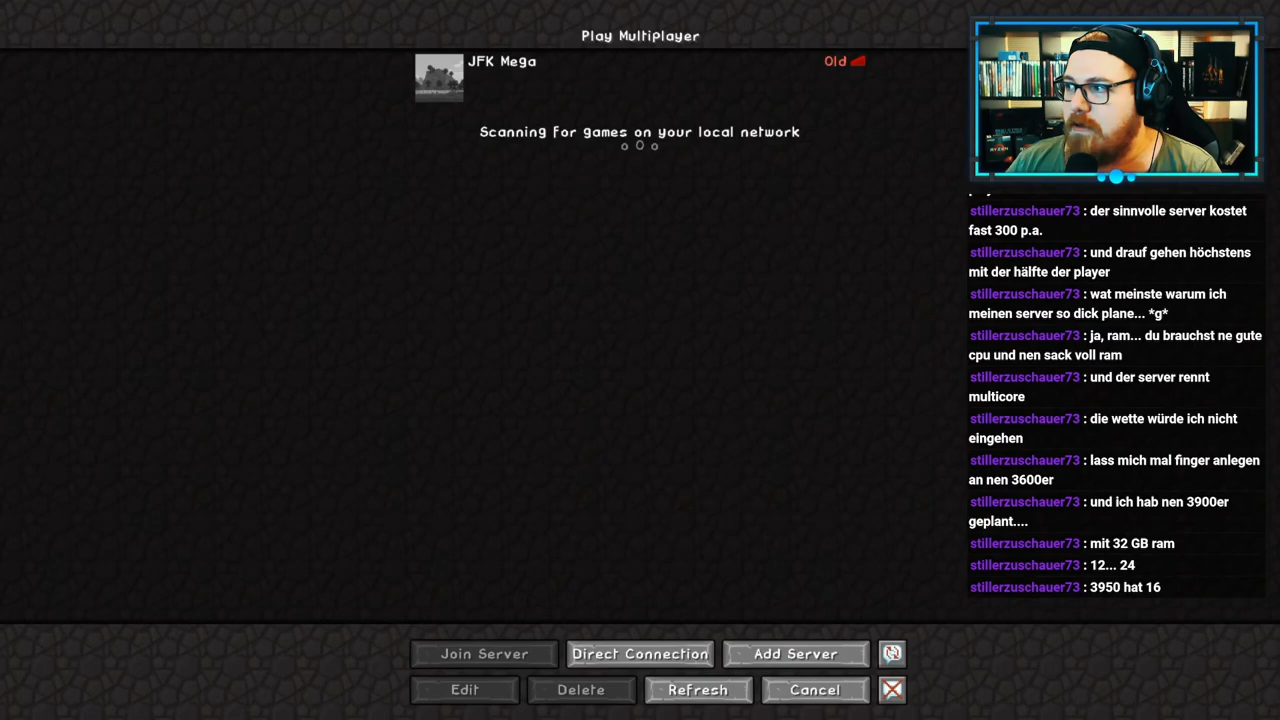 Play Multiplayer
JFK Mega
Old
Scanning for games on your local network
o O o
stillerzuschauer73 : der sinnvolle server kostet
fast 300 p.a.
stillerzuschauer73 : und drauf gehen höchstens
mit der hälfte der player
stillerzuschauer73 : wat meinste warum ich
meinen server so dick plane... *g*
stillerzuschauer73 : ja, ram... du brauchst ne gute
cpu und nen sack voll ram
stillerzuschauer73 : und der server rennt
multicore
stillerzuschauer73 : die wette würde ich nicht
eingehen
stillerzuschauer73 : lass mich mal finger anlegen
an nen 3600er
stillerzuschauer73 : und ich hab nen 3900er
geplant....
stillerzuschauer73 : mit 32 GB ram
stillerzuschauer73 : 12... 24
stillerzuschauer73 : 3950 hat 16
Join Server
Direct Connection
Add Server
Edit
Delete
Refresh
Cancel